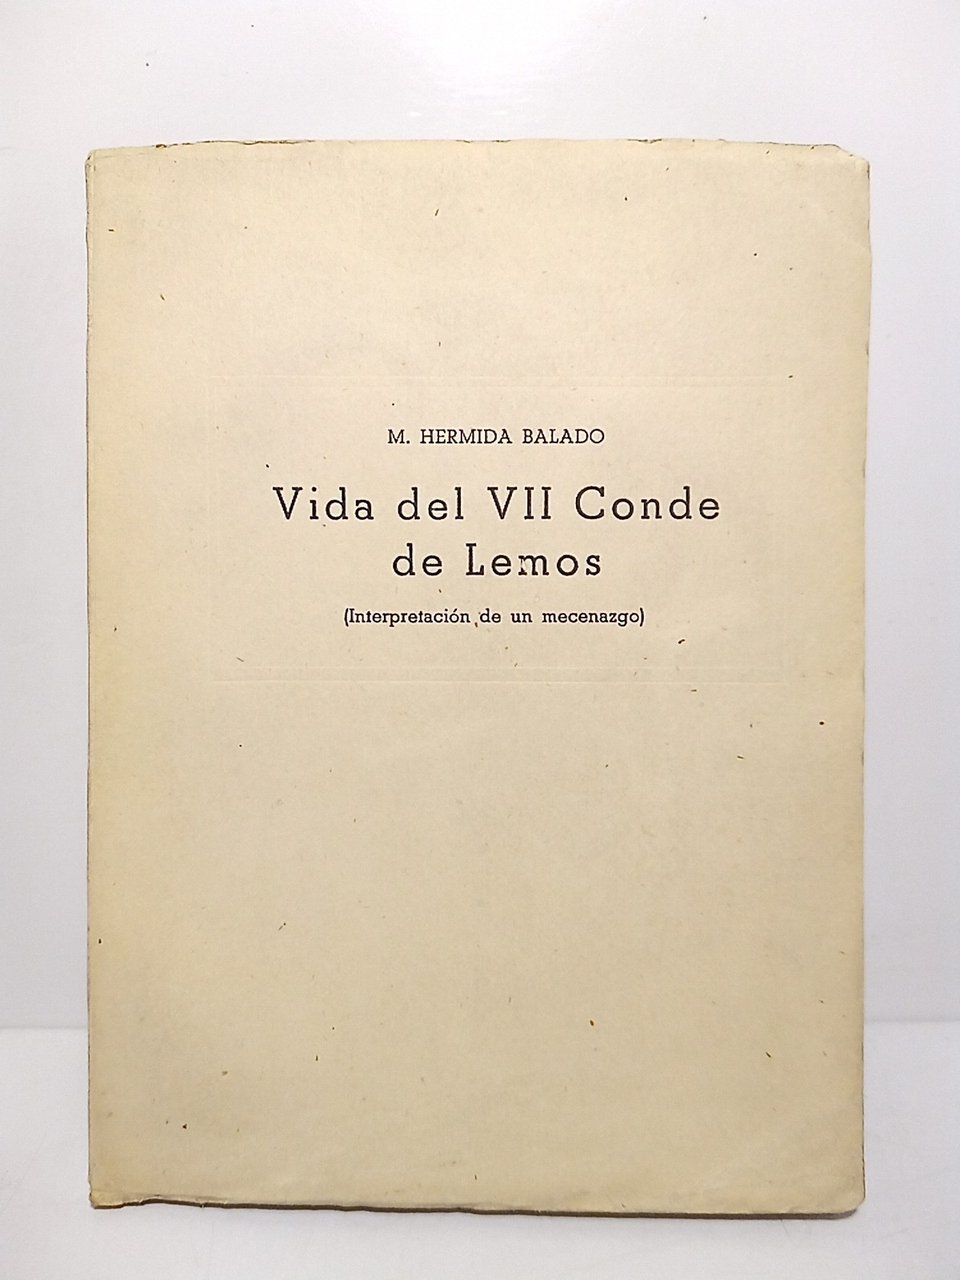 M. HERMIDA BALADO
Vida del VII Conde
de Lemos
(Interpretación de un mecenazgo)